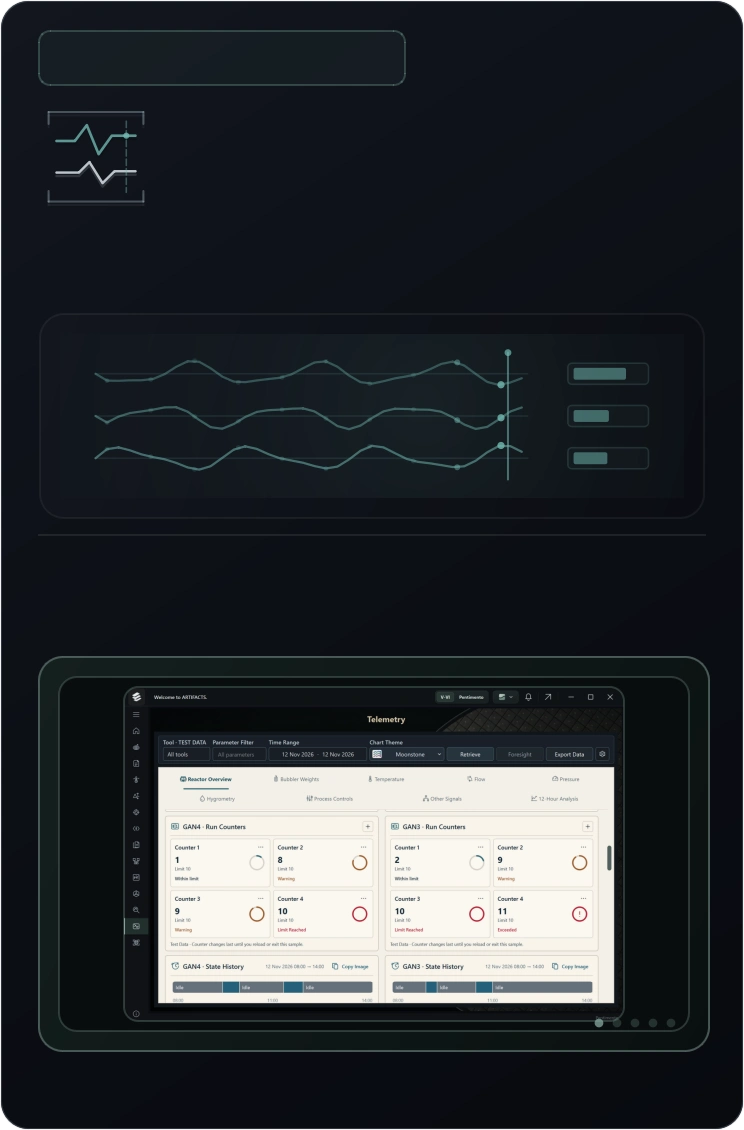 Welcome to ARTIFACTS.
V-VI Pentimento
Telemetry
Tool · TEST DATA Parameter Filter Time Range Chart Theme
All tools All parameters 12 Nov 2026 - 12 Nov 2026 Moonstone Retrieve Foresight Export Data
Reactor Overview Bubbler Weights Temperature Flow Pressure
Hygrometry Process Controls Other Signals 12-Hour Analysis
GAN4 · Run Counters
Counter 1
1
Limit 10
Within limit
Counter 2
8
Limit 10
Warning
Counter 3
9
Limit 10
Warning
Counter 4
10
Limit 10
Limit Reached
Test Data · Counter changes last until you reload or exit this sample.
GAN3 · Run Counters
Counter 1
2
Limit 10
Within limit
Counter 2
9
Limit 10
Warning
Counter 3
10
Limit 10
Limit Reached
Counter 4
11
Limit 10
Exceeded
Test Data · Counter changes last until you reload or exit this sample.
GAN4 · State History 12 Nov 2026 08:00 — 14:00 Copy Image
Idle Idle Idle
08:00 11:00 14:00
GAN3 · State History 12 Nov 2026 08:00 — 14:00 Copy Image
Idle Idle Idle
08:00 11:00 14:00